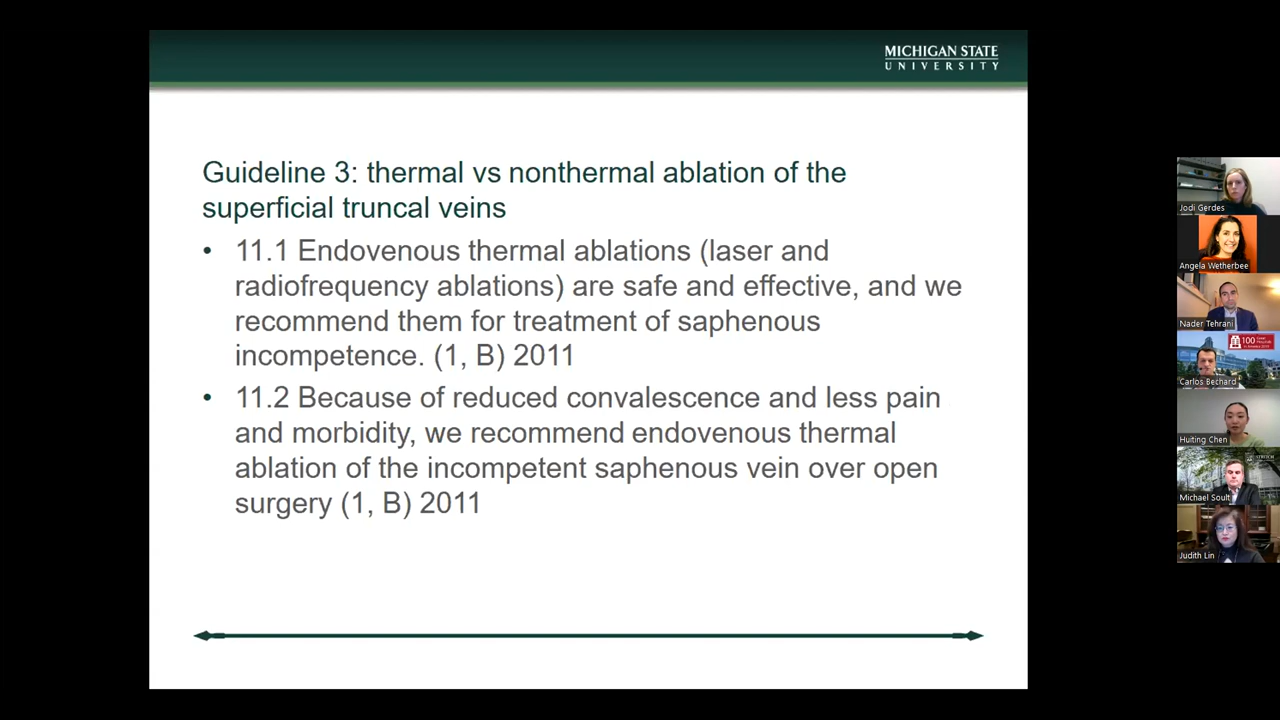 MICHIGAN STATE
UNIVERSITY
Guideline 3: thermal vs nonthermal ablation of the
superficial truncal veins
• 11.1 Endovenous thermal ablations (laser and
radiofrequency ablations) are safe and effective, and we
recommend them for treatment of saphenous
incompetence. (1, B) 2011
• 11.2 Because of reduced convalescence and less pain
and morbidity, we recommend endovenous thermal
ablation of the incompetent saphenous vein over open
surgery (1, B) 2011
Jodi Gerdes
Angela Wetherbee
Nader Tehrani
100
Carlos Bechard
Huiting Chen
Michael Soult
Judith Lin